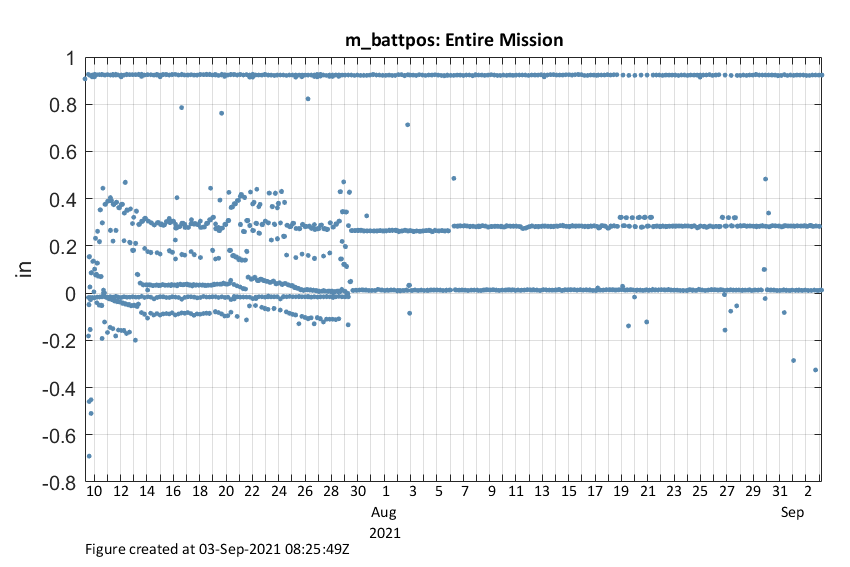 m_battpos: Entire Mission
1
0.8
0.6
0.4
0.2
0
-0.2
-0.4
-0.6
-0.8
in
10 12 14 16 18 20 22 24 26 28 30 1 3 5 7 9 11 13 15 17 19 21 23 25 27 29 31 2
Aug Sep
2021
Figure created at 03-Sep-2021 08:25:49Z